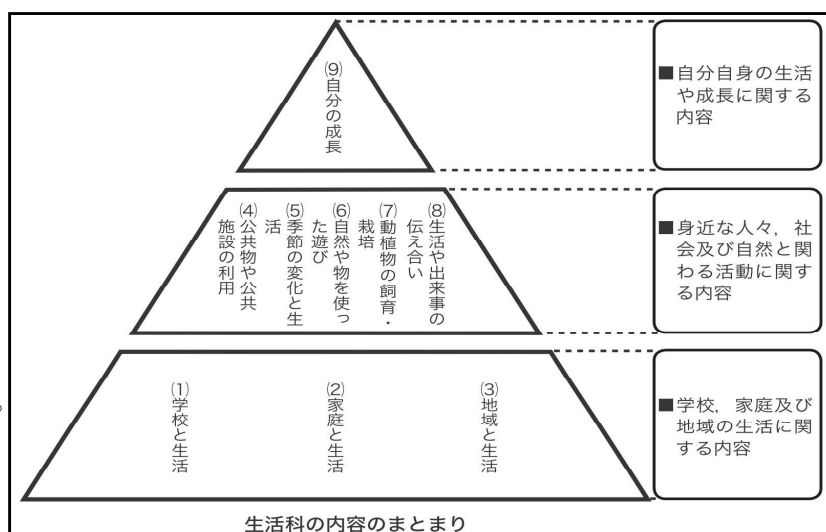 (9)自分の成長
■自分自身の生活
や成長に関する
内容
(8)生活や出来事の
伝え合い
(7)動植物の飼育・
栽培
(6)自然や物を使っ
た遊び
(5)季節の変化と生
活
(4)公共物や公共
施設の利用
■身近な人々，社
会及び自然と関
わる活動に関す
る内容
(1)学校と生活
(2)家庭と生活
(3)地域と生活
■学校，家庭及び
地域の生活に関
する内容
生活科の内容のまとまり